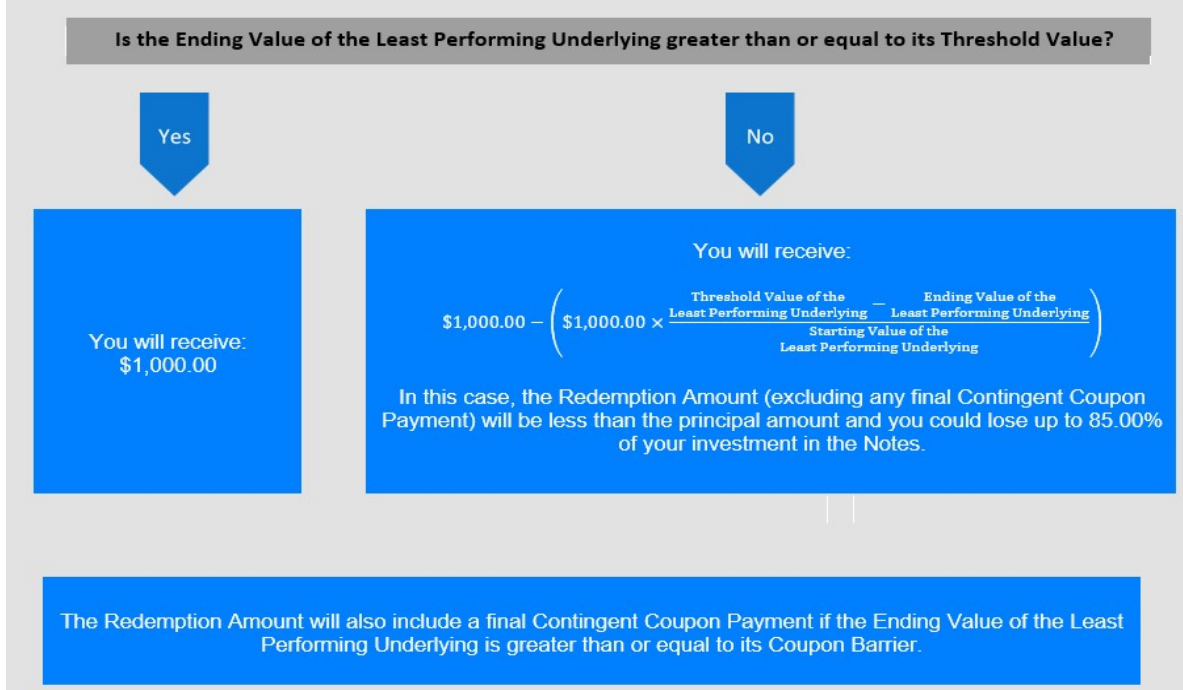 Is the Ending Value of the Least Performing Underlying greater than or equal to its Threshold Value?
Yes
No
You will receive:
$1,000.00
You will receive:
$1,000.00 − ( $1,000.00 × (Threshold Value of the Least Performing Underlying − Ending Value of the Least Performing Underlying) / Starting Value of the Least Performing Underlying )
In this case, the Redemption Amount (excluding any final Contingent Coupon
Payment) will be less than the principal amount and you could lose up to 85.00%
of your investment in the Notes.
The Redemption Amount will also include a final Contingent Coupon Payment if the Ending Value of the Least
Performing Underlying is greater than or equal to its Coupon Barrier.